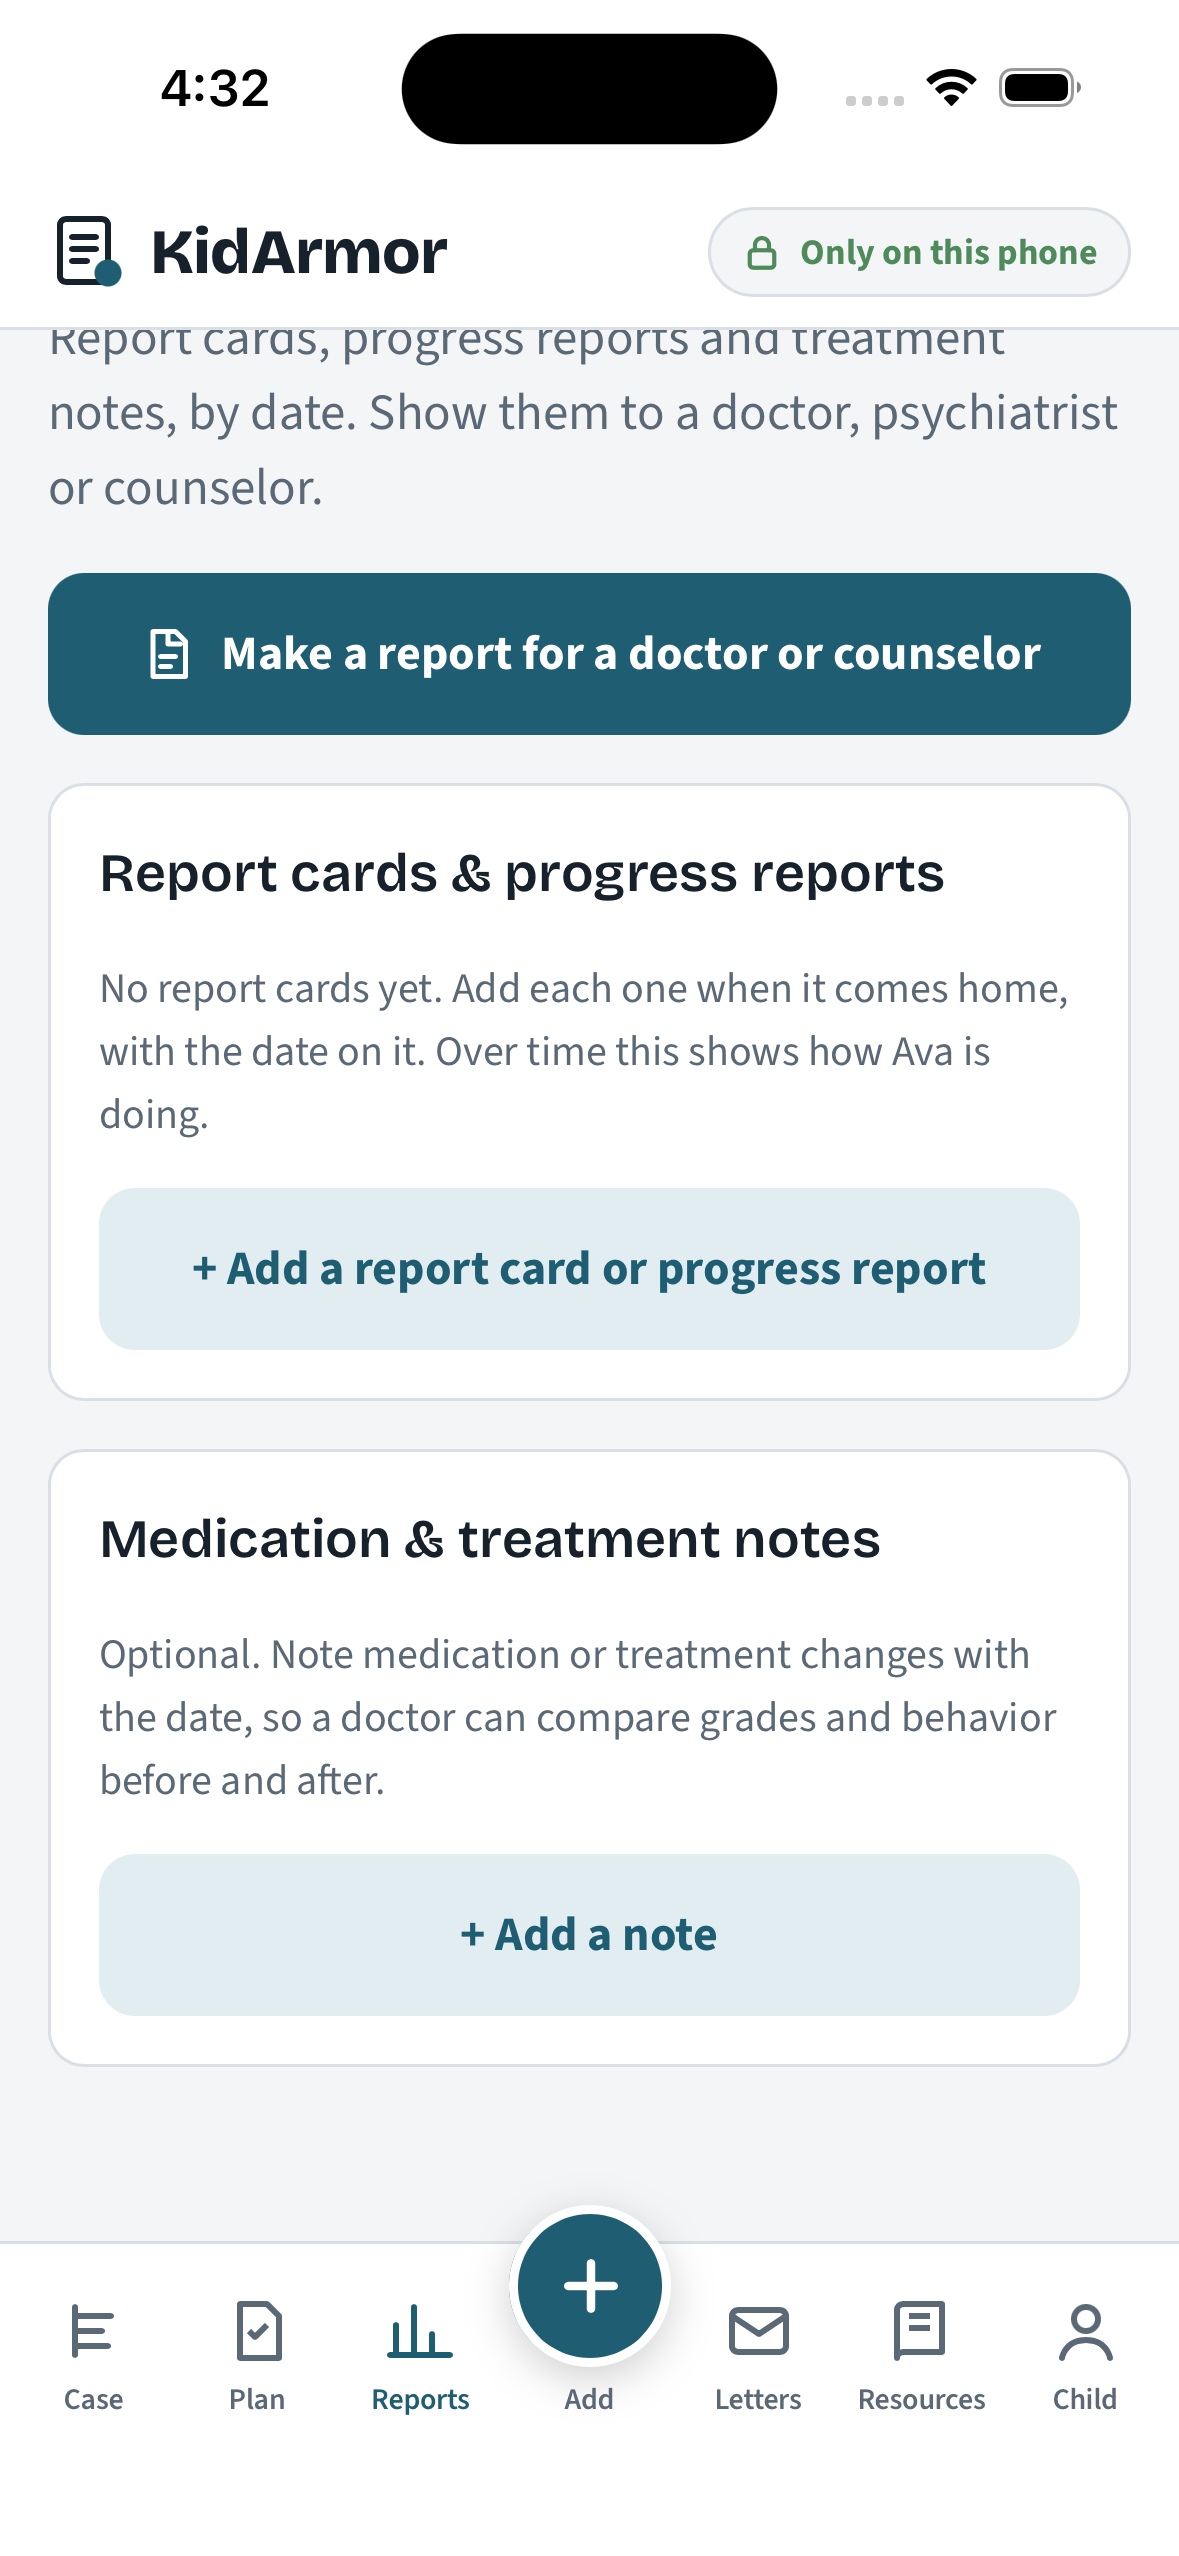 4:32
KidArmor
Only on this phone
Report cards, progress reports and treatment
notes, by date. Show them to a doctor, psychiatrist
or counselor.
Make a report for a doctor or counselor
Report cards & progress reports
No report cards yet. Add each one when it comes home,
with the date on it. Over time this shows how Ava is
doing.
+ Add a report card or progress report
Medication & treatment notes
Optional. Note medication or treatment changes with
the date, so a doctor can compare grades and behavior
before and after.
+ Add a note
Case
Plan
Reports
Add
Letters
Resources
Child